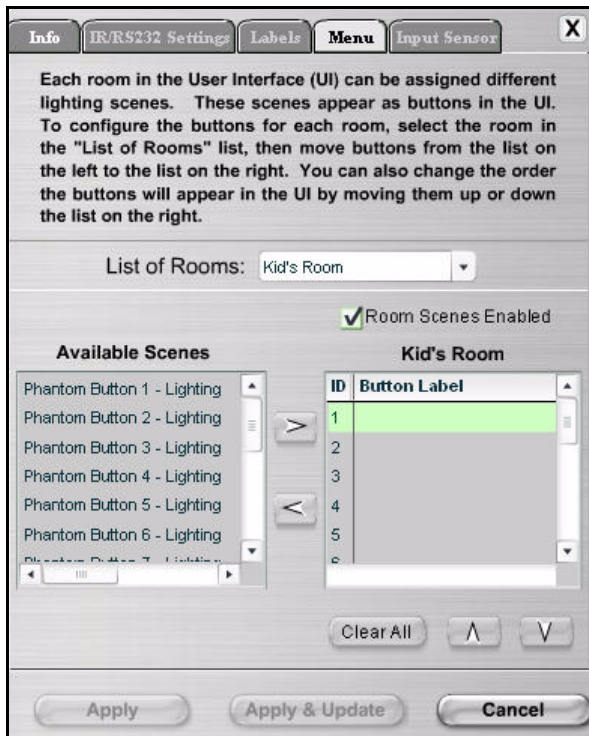 Info IR/RS232 Settings Labels Menu Input Sensor X
Each room in the User Interface (UI) can be assigned different
lighting scenes. These scenes appear as buttons in the UI.
To configure the buttons for each room, select the room in
the "List of Rooms" list, then move buttons from the list on
the left to the list on the right. You can also change the order
the buttons will appear in the UI by moving them up or down
the list on the right.
List of Rooms: Kid's Room
Room Scenes Enabled
Available Scenes
Phantom Button 1 - Lighting
Phantom Button 2 - Lighting
Phantom Button 3 - Lighting
Phantom Button 4 - Lighting
Phantom Button 5 - Lighting
Phantom Button 6 - Lighting
Phantom Button 7 - Lighting
>
<
Kid's Room
ID Button Label
1
2
3
4
5
6
Clear All
Apply Apply & Update Cancel